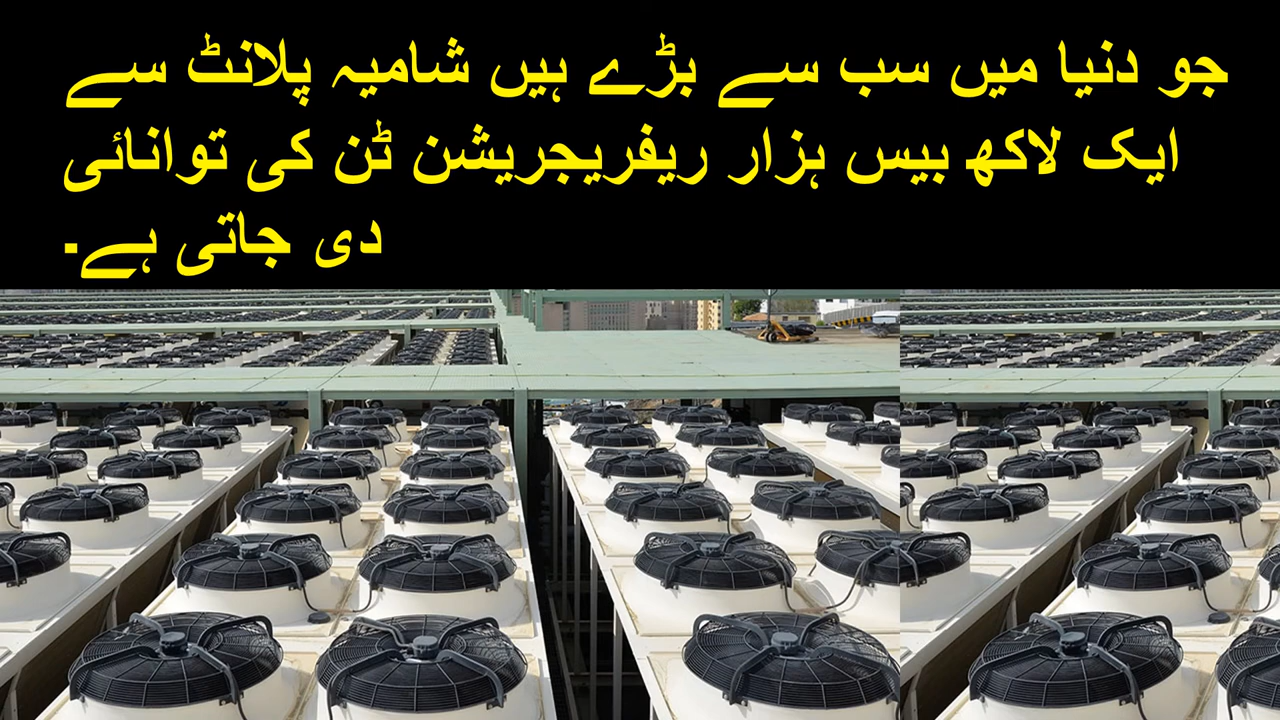 جو دنیا میں سب سے بڑے ہیں شامیہ پلانٹ سے
ایک لاکھ بیس ہزار ریفریجریشن ٹن کی توانائی
دی جاتی ہے۔